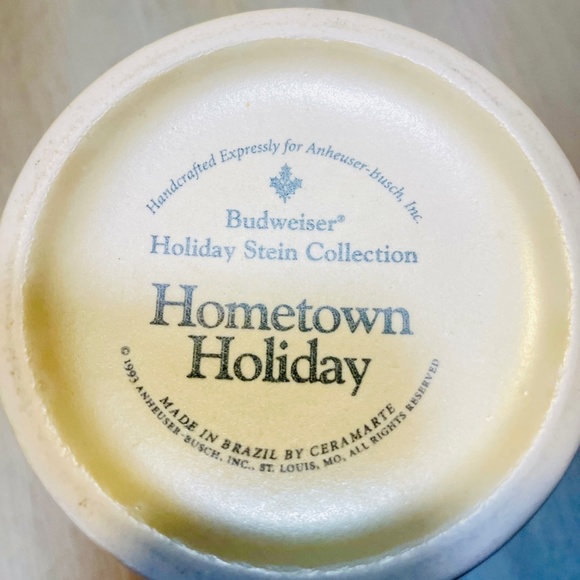 Handcrafted Expressly for Anheuser-Busch, Inc.
Budweiser®
Holiday Stein Collection
Hometown
Holiday
MADE IN BRAZIL BY CERAMARTE
© 1993 ANHEUSER-BUSCH, INC., ST. LOUIS, MO, ALL RIGHTS RESERVED